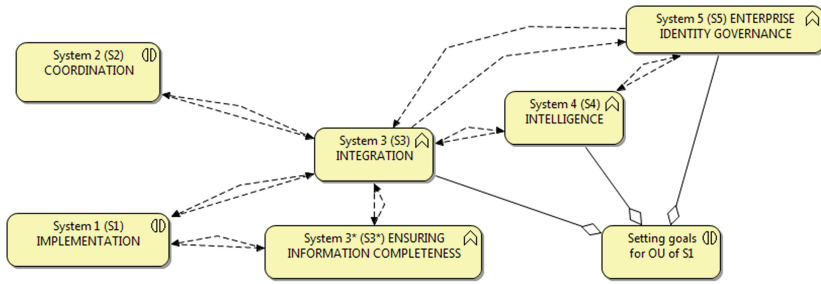 System 5 (S5) ENTERPRISE
IDENTITY GOVERNANCE
System 2 (S2)
COORDINATION
System 4 (S4)
INTELLIGENCE
System 3 (S3)
INTEGRATION
System 1 (S1)
IMPLEMENTATION
System 3* (S3*) ENSURING
INFORMATION COMPLETENESS
Setting goals
for OU of S1